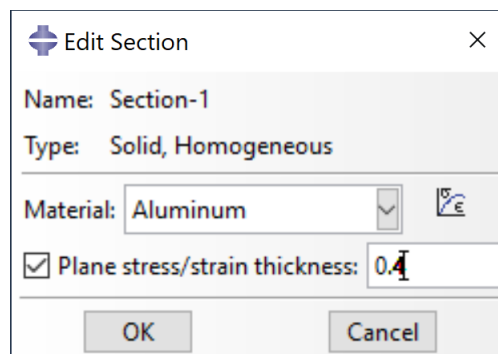 Edit Section
Name: Section-1
Type: Solid, Homogeneous
Material: Aluminum
Plane stress/strain thickness: 0.4
OK Cancel